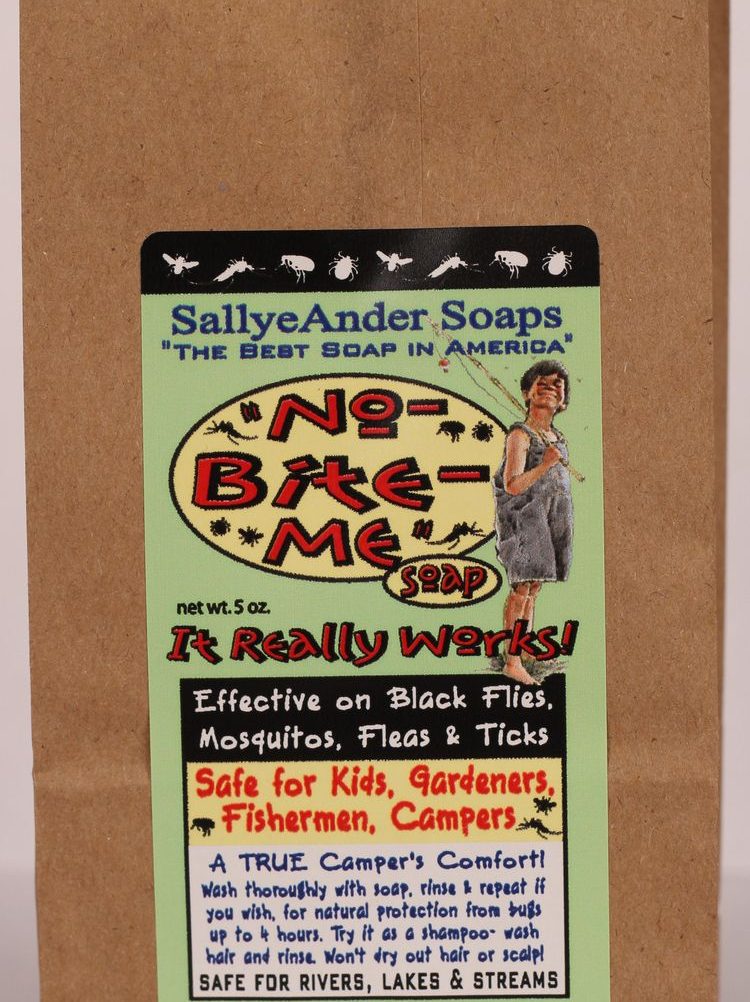 SallyeAnder Soaps
"THE BEST SOAP IN AMERICA"
"NO-
BITE-
ME"
SOAP
net wt. 5 oz.
It Really Works!
Effective on Black Flies,
Mosquitos, Fleas & Ticks
Safe for Kids, Gardeners,
Fishermen, Campers
A TRUE Camper's Comfort!
Wash thoroughly with soap, rinse & repeat if
you wish, for natural protection from bugs
up to 4 hours. Try it as a shampoo- wash
hair and rinse. Won't dry out hair or scalp!
SAFE FOR RIVERS, LAKES & STREAMS